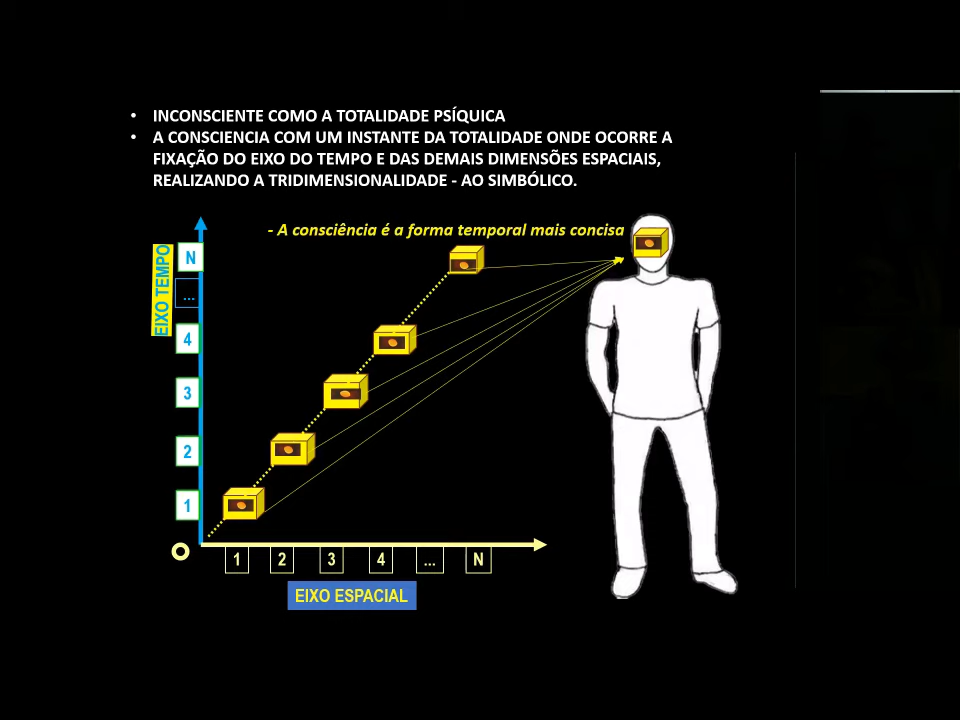 • INCONSCIENTE COMO A TOTALIDADE PSÍQUICA
• A CONSCIENCIA COM UM INSTANTE DA TOTALIDADE ONDE OCORRE A
FIXAÇÃO DO EIXO DO TEMPO E DAS DEMAIS DIMENSÕES ESPACIAIS,
REALIZANDO A TRIDIMENSIONALIDADE - AO SIMBÓLICO.
- A consciência é a forma temporal mais concisa
EIXO TEMPO
N
...
4
3
2
1
O
1 2 3 4 ... N
EIXO ESPACIAL